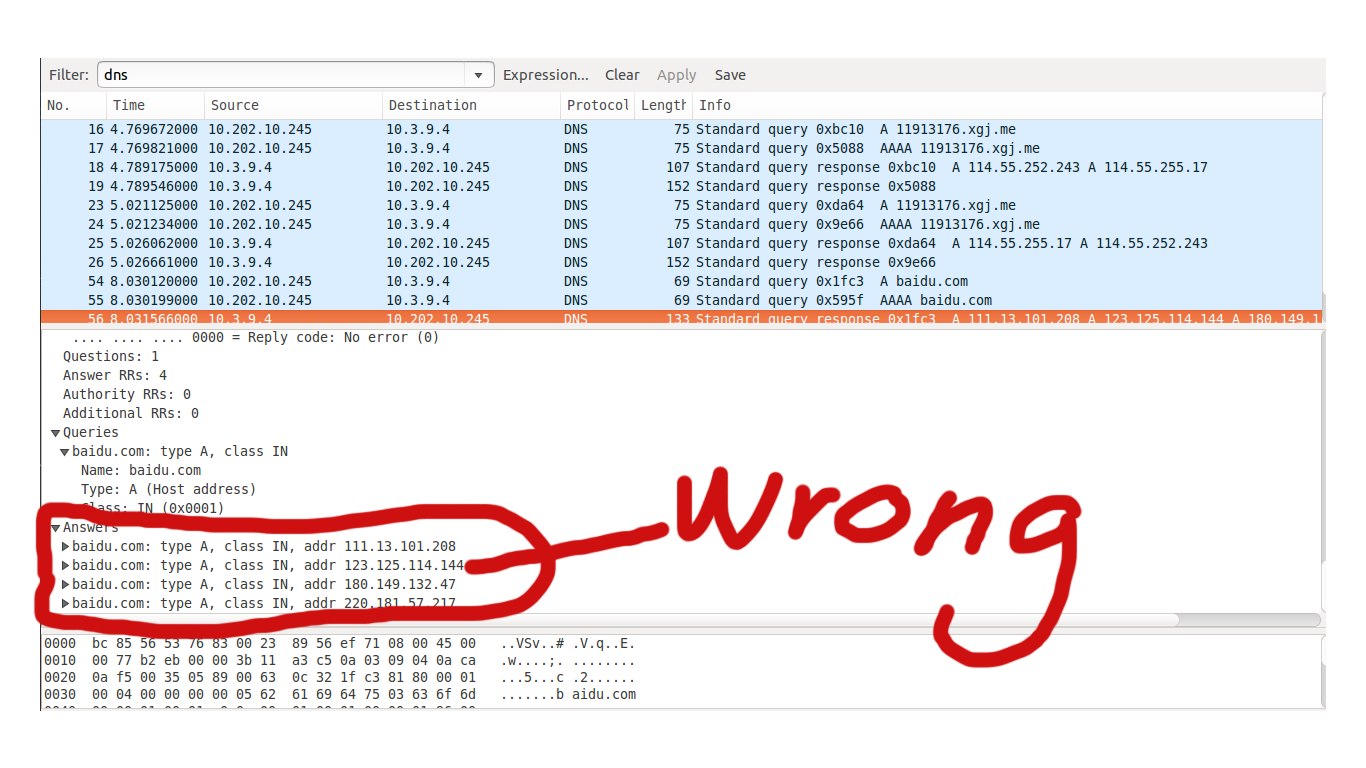 Filter: dns Expression... Clear Apply Save
No. Time Source Destination Protocol Length Info
16 4.769672000 10.202.10.245 10.3.9.4 DNS 75 Standard query 0xbc10 A 11913176.xgj.me
17 4.769821000 10.202.10.245 10.3.9.4 DNS 75 Standard query 0x5088 AAAA 11913176.xgj.me
18 4.789175000 10.3.9.4 10.202.10.245 DNS 107 Standard query response 0xbc10 A 114.55.252.243 A 114.55.255.17
19 4.789546000 10.3.9.4 10.202.10.245 DNS 152 Standard query response 0x5088
23 5.021125000 10.202.10.245 10.3.9.4 DNS 75 Standard query 0xda64 A 11913176.xgj.me
24 5.021234000 10.202.10.245 10.3.9.4 DNS 75 Standard query 0x9e66 AAAA 11913176.xgj.me
25 5.026062000 10.3.9.4 10.202.10.245 DNS 107 Standard query response 0xda64 A 114.55.255.17 A 114.55.252.243
26 5.026661000 10.3.9.4 10.202.10.245 DNS 152 Standard query response 0x9e66
54 8.030120000 10.202.10.245 10.3.9.4 DNS 69 Standard query 0x1fc3 A baidu.com
55 8.030199000 10.202.10.245 10.3.9.4 DNS 69 Standard query 0x595f AAAA baidu.com
56 8.031566000 10.3.9.4 10.202.10.245 DNS 133 Standard query response 0x1fc3 A 111.13.101.208 A 123.125.114.144 A 180.149.1
.... .... .... 0000 = Reply code: No error (0)
Questions: 1
Answer RRs: 4
Authority RRs: 0
Additional RRs: 0
Queries
baidu.com: type A, class IN
Name: baidu.com
Type: A (Host address)
Class: IN (0x0001)
Answers
baidu.com: type A, class IN, addr 111.13.101.208
baidu.com: type A, class IN, addr 123.125.114.144
baidu.com: type A, class IN, addr 180.149.132.47
baidu.com: type A, class IN, addr 220.181.57.217
Wrong
0000 bc 85 56 53 76 83 00 23 89 56 ef 71 08 00 45 00 ..VSv..# .V.q..E.
0010 00 77 b2 eb 00 00 3b 11 a3 c5 0a 03 09 04 0a ca .w....;. ........
0020 0a f5 00 35 05 89 00 63 0c 32 1f c3 81 80 00 01 ...5...c .2......
0030 00 04 00 00 00 00 05 62 61 69 64 75 03 63 6f 6d .......b aidu.com